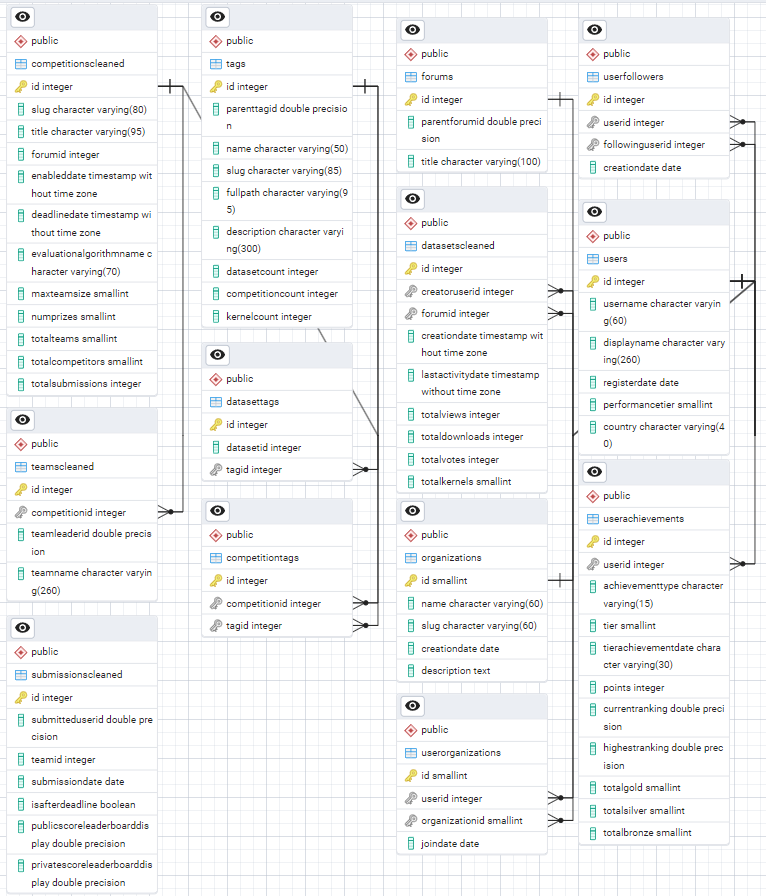 public
competitionscleaned
id integer
slug character varying(80)
title character varying(95)
forumid integer
enableddate timestamp wit
hout time zone
deadlinedate timestamp wi
thout time zone
evaluationalgorithmname c
haracter varying(70)
maxteamsize smallint
numprizes smallint
totalteams smallint
totalcompetitors smallint
totalsubmissions integer
public
teamscleaned
id integer
competitionid integer
teamleaderid double precis
ion
teamname character varyin
g(260)
public
submissionscleaned
id integer
submitteduserid double pre
cision
teamid integer
submissiondate date
isafterdeadline boolean
publicscoreleaderboarddis
play double precision
privatescoreleaderboarddis
play double precision
public
tags
id integer
parenttagid double precisio
n
name character varying(50)
slug character varying(85)
fullpath character varying(9
5)
description character varyi
ng(300)
datasetcount integer
competitioncount integer
kernelcount integer
public
datasettags
id integer
datasetid integer
tagid integer
public
competitiontags
id integer
competitionid integer
tagid integer
public
forums
id integer
parentforumid double preci
sion
title character varying(100)
public
datasetscleaned
id integer
creatoruserid integer
forumid integer
creationdate timestamp wit
hout time zone
lastactivitydate timestamp
without time zone
totalviews integer
totaldownloads integer
totalvotes integer
totalkernels smallint
public
organizations
id smallint
name character varying(60)
slug character varying(60)
creationdate date
description text
public
userorganizations
id smallint
userid integer
organizationid smallint
joindate date
public
userfollowers
id integer
userid integer
followinguserid integer
creationdate date
public
users
id integer
username character varyin
g(60)
displayname character vary
ing(260)
registerdate date
performancetier smallint
country character varying(4
0)
public
userachievements
id integer
userid integer
achievementtype character
varying(15)
tier smallint
tierachievementdate chara
cter varying(30)
points integer
currentranking double preci
sion
highestranking double prec
ision
totalgold smallint
totalsilver smallint
totalbronze smallint